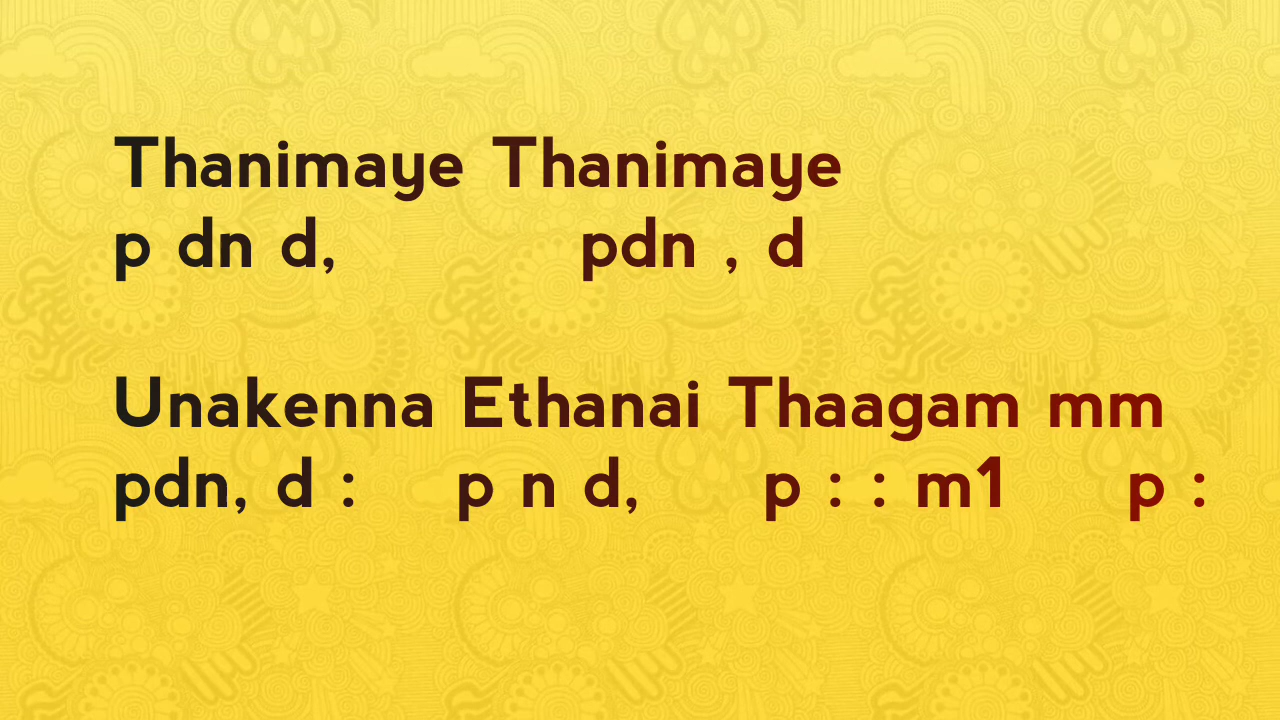 Thanimaye Thanimaye
p dn d, pdn , d
Unakenna Ethanai Thaagam mm
pdn, d : p n d, p : : m1 p :